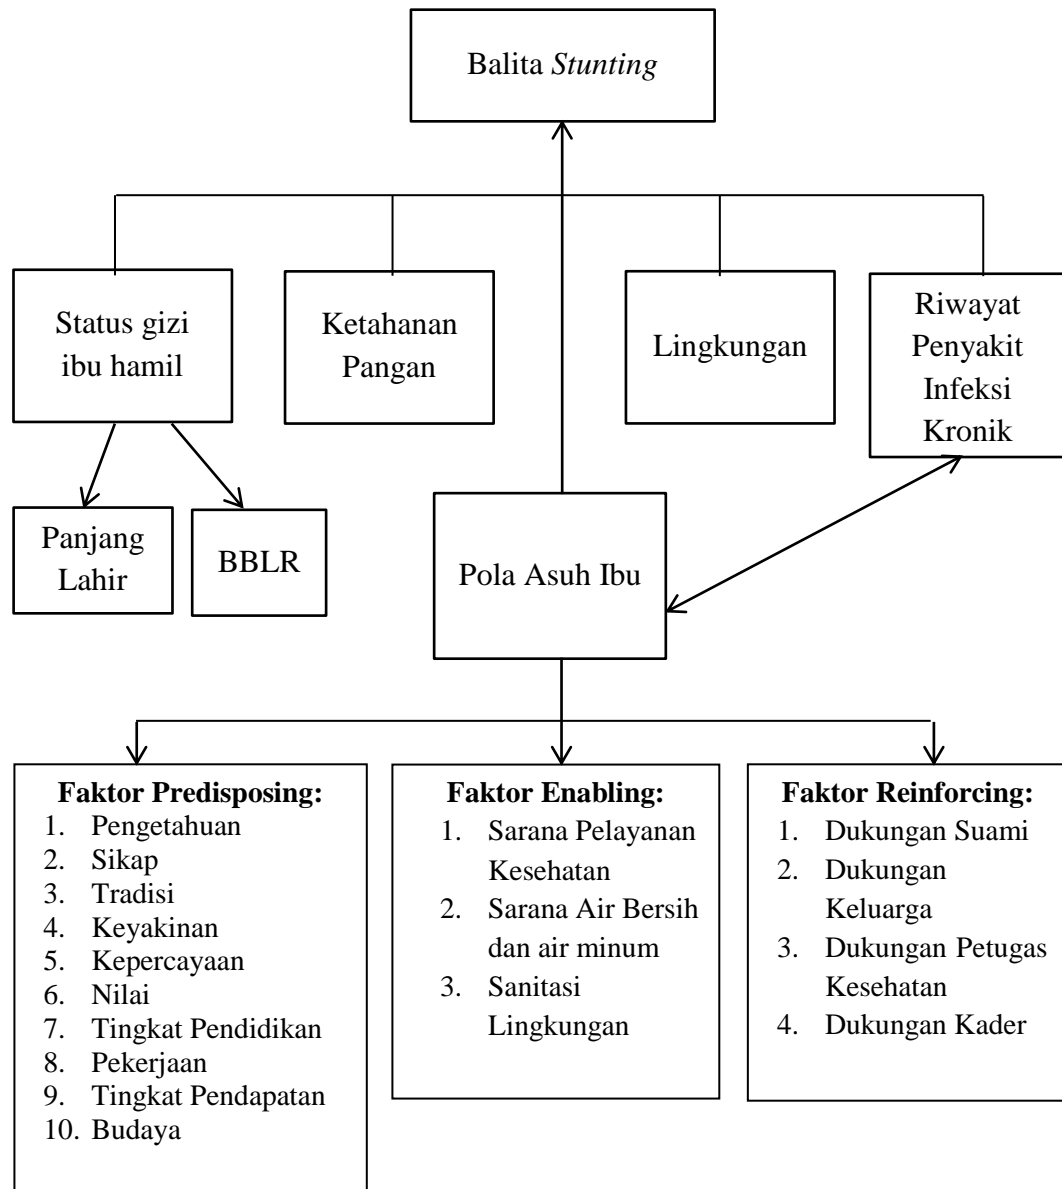 Balita Stunting
Status gizi
ibu hamil
Ketahanan
Pangan
Lingkungan
Riwayat
Penyakit
Infeksi
Kronik
Panjang
Lahir
BBLR
Pola Asuh Ibu
Faktor Predisposing:
1. Pengetahuan
2. Sikap
3. Tradisi
4. Keyakinan
5. Kepercayaan
6. Nilai
7. Tingkat Pendidikan
8. Pekerjaan
9. Tingkat Pendapatan
10. Budaya
Faktor Enabling:
1. Sarana Pelayanan
Kesehatan
2. Sarana Air Bersih
dan air minum
3. Sanitasi
Lingkungan
Faktor Reinforcing:
1. Dukungan Suami
2. Dukungan
Keluarga
3. Dukungan Petugas
Kesehatan
4. Dukungan Kader